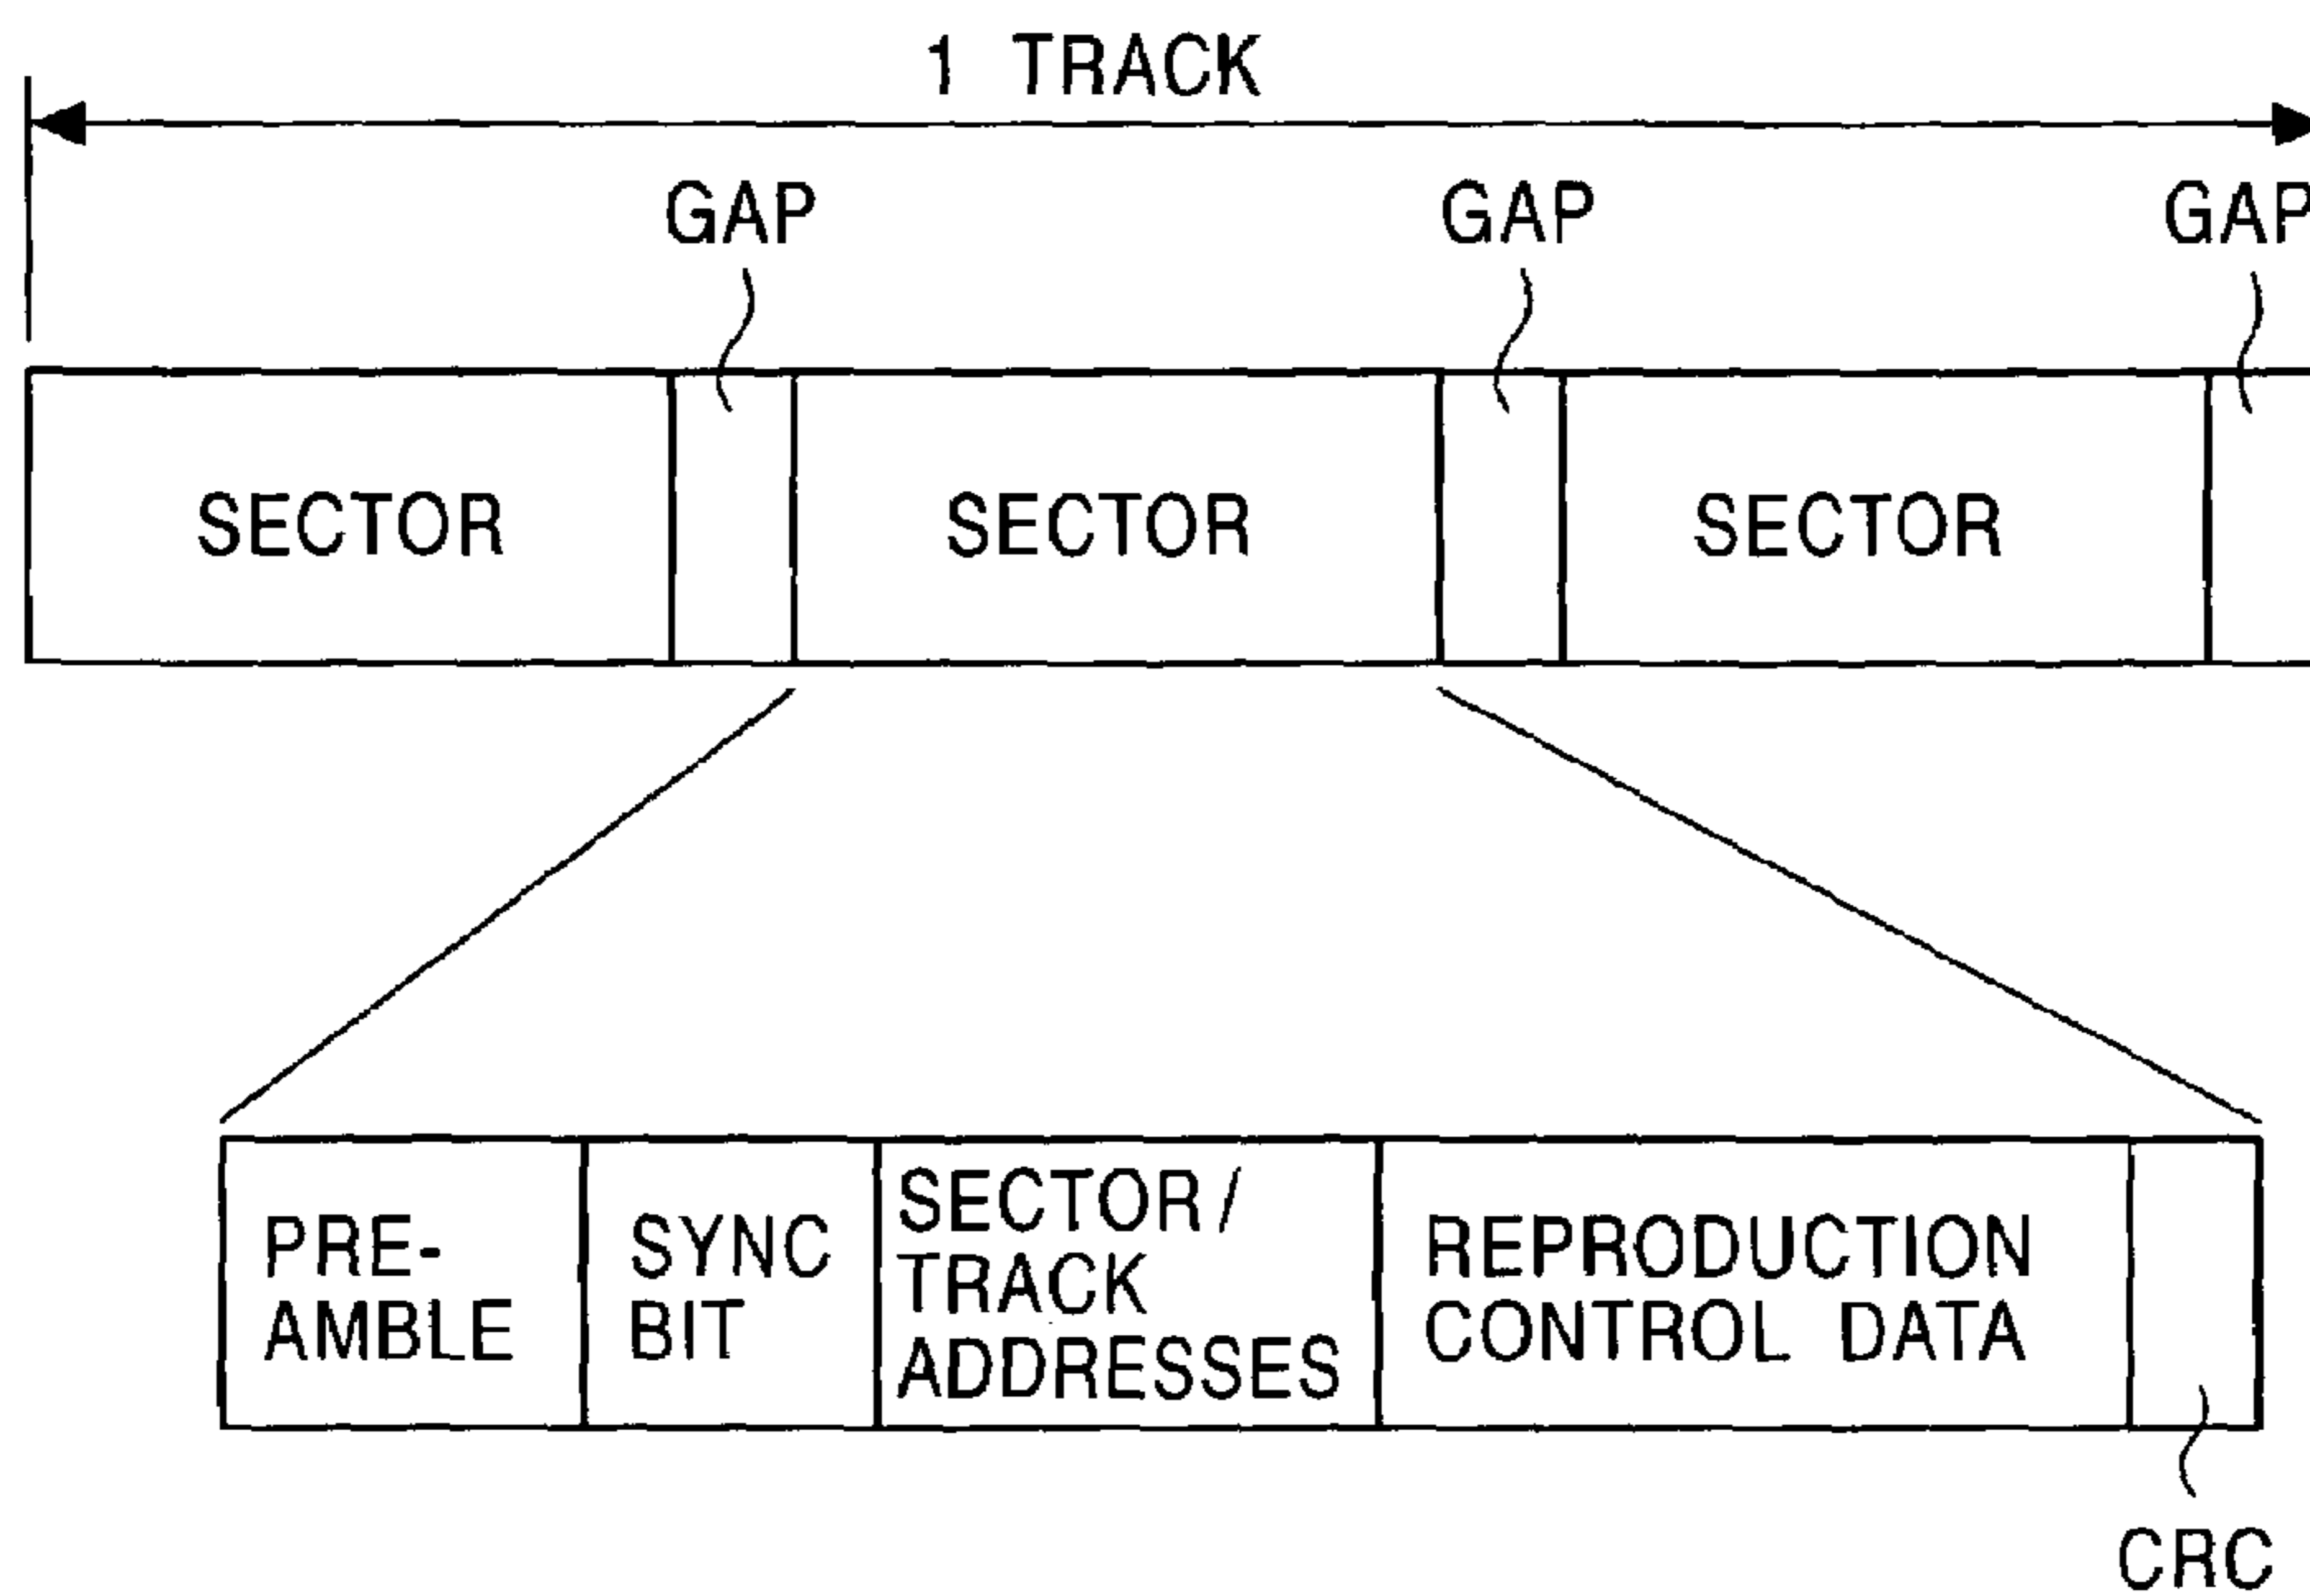 1 TRACK
GAP
GAP
GAP
SECTOR
SECTOR
SECTOR
PRE-
AMBLE
SYNC
BIT
SECTOR/
TRACK
ADDRESSES
REPRODUCTION
CONTROL DATA
CRC